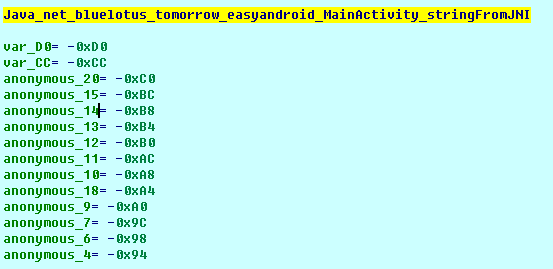 Java_net_bluelotus_tomorrow_easyandroid_MainActivity_stringFromJNI
var_D0= -0xD0
var_CC= -0xCC
anonymous_20= -0xC0
anonymous_15= -0xBC
anonymous_14= -0xB8
anonymous_13= -0xB4
anonymous_12= -0xB0
anonymous_11= -0xAC
anonymous_10= -0xA8
anonymous_18= -0xA4
anonymous_9= -0xA0
anonymous_7= -0x9C
anonymous_6= -0x98
anonymous_4= -0x94